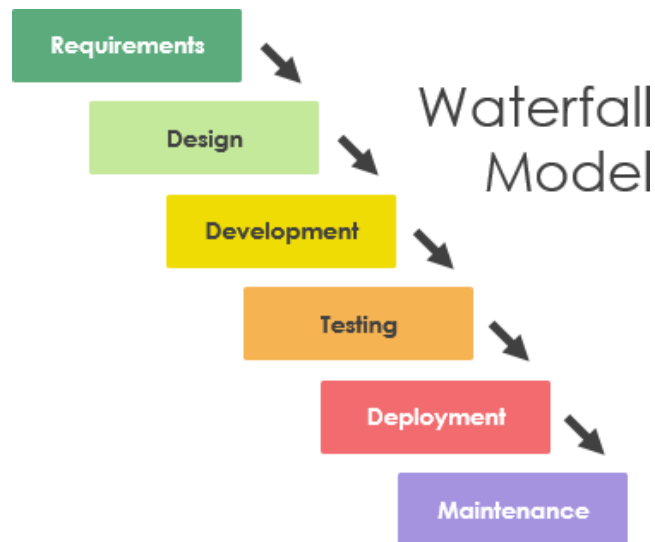 Requirements
Waterfall
Model
Design
Development
Testing
Deployment
Maintenance